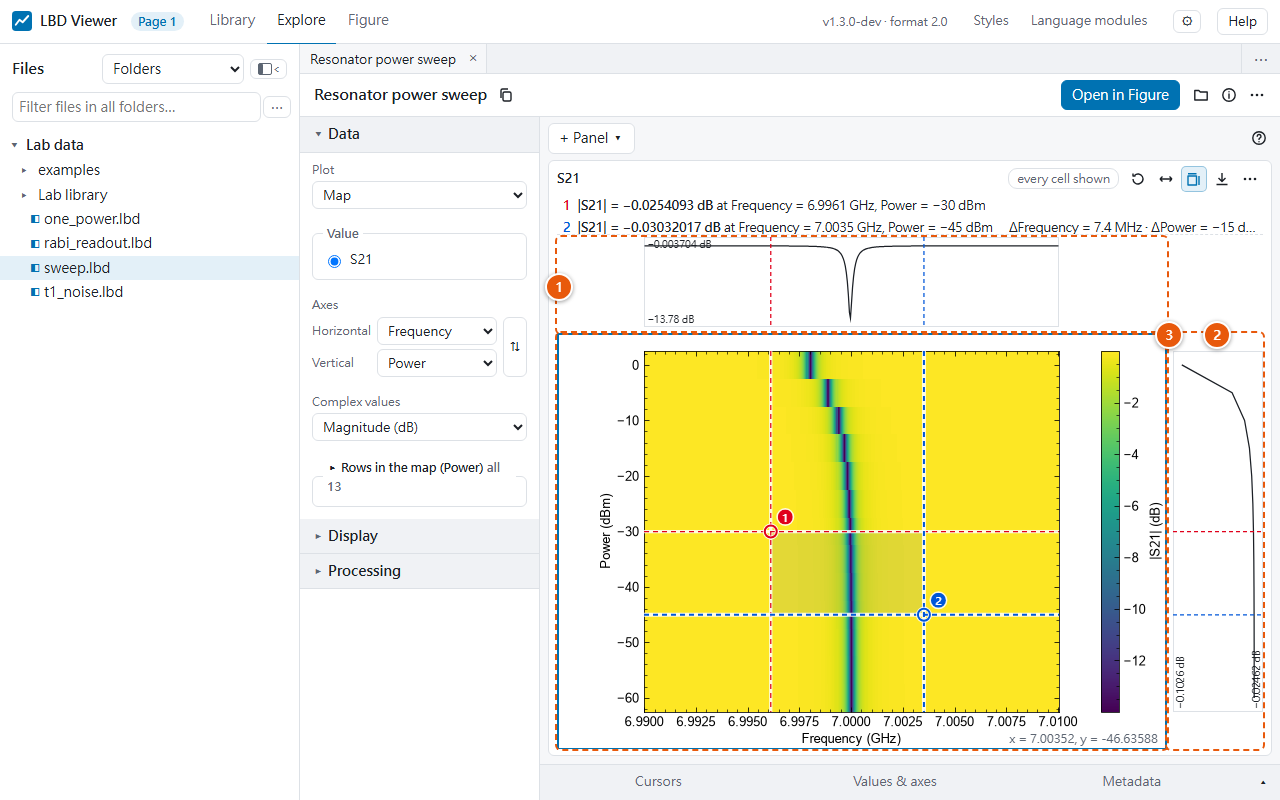 LBD Viewer Page 1 Library Explore Figure v1.3.0-dev · format 2.0 Styles Language modules Help
Files Folders
Filter files in all folders... ...
Lab data
examples
Lab library
one_power.lbd
rabi_readout.lbd
sweep.lbd
t1_noise.lbd
Resonator power sweep × ...
Resonator power sweep Open in Figure ...
Data
Plot
Map
Value
S21
Axes
Horizontal Frequency
Vertical Power
Complex values
Magnitude (dB)
Rows in the map (Power) all
13
Display
Processing
+ Panel
S21 every cell shown ...
1 |S21| = −0.0254093 dB at Frequency = 6.9961 GHz, Power = −30 dBm
2 |S21| = −0.03032017 dB at Frequency = 7.0035 GHz, Power = −45 dBm ΔFrequency = 7.4 MHz · ΔPower = −15 d...
−0.003704 dB
1
−13.78 dB
3
2
0
−10
−20
−30
−40
−50
−60
Power (dBm)
1
2
6.9900 6.9925 6.9950 6.9975 7.0000 7.0025 7.0050 7.0075 7.0100
Frequency (GHz)
x = 7.00352, y = -46.63588
−2
−4
−6
−8
−10
−12
|S21| (dB)
−0.1026 dB
−0.02462 dB
Cursors Values & axes Metadata